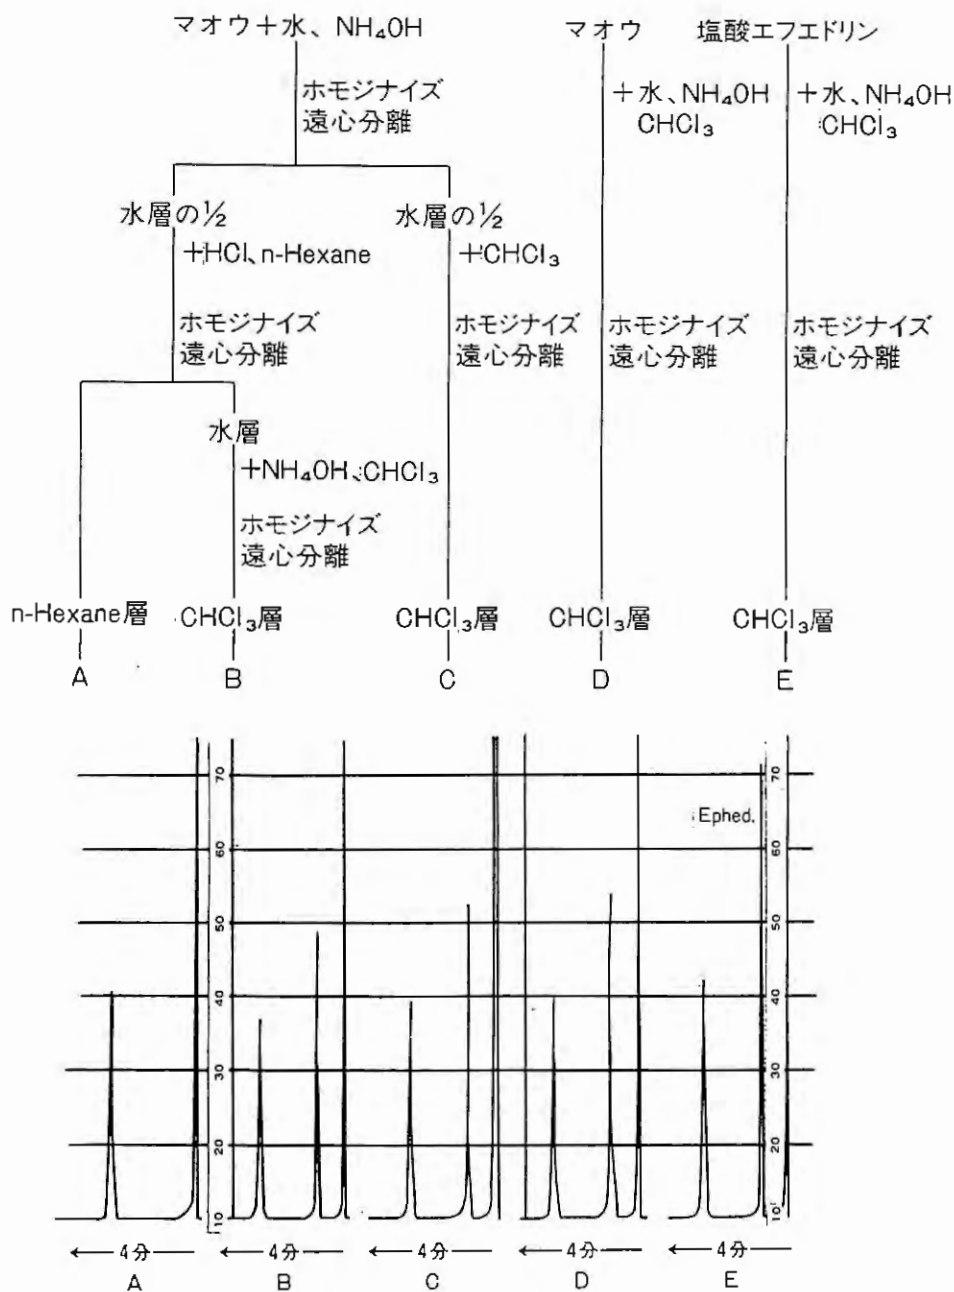 マオウ+水、NH₄OH
マオウ
塩酸エフエドリン
ホモジナイズ
遠心分離
+水、NH₄OH
CHCl₃
+水、NH₄OH
CHCl₃
水層の½
水層の½
+HCl、n-Hexane
+CHCl₃
ホモジナイズ
遠心分離
ホモジナイズ
遠心分離
ホモジナイズ
遠心分離
ホモジナイズ
遠心分離
水層
+NH₄OH、CHCl₃
ホモジナイズ
遠心分離
n-Hexane層
CHCl₃層
CHCl₃層
CHCl₃層
CHCl₃層
A
B
C
D
E
70
60
50
40
30
20
10
Ephed.
70
60
50
40
30
20
10
←4分→
←4分→
←4分→
←4分→
←4分→
A
B
C
D
E